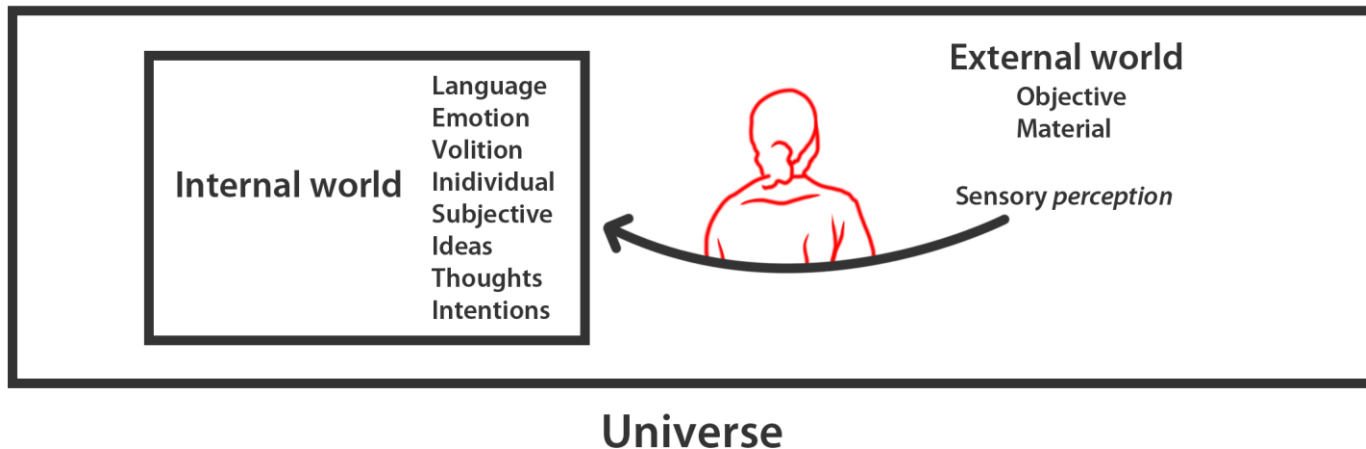 Internal world
Language
Emotion
Volition
Inidividual
Subjective
Ideas
Thoughts
Intentions
External world
Objective
Material
Sensory perception
Universe